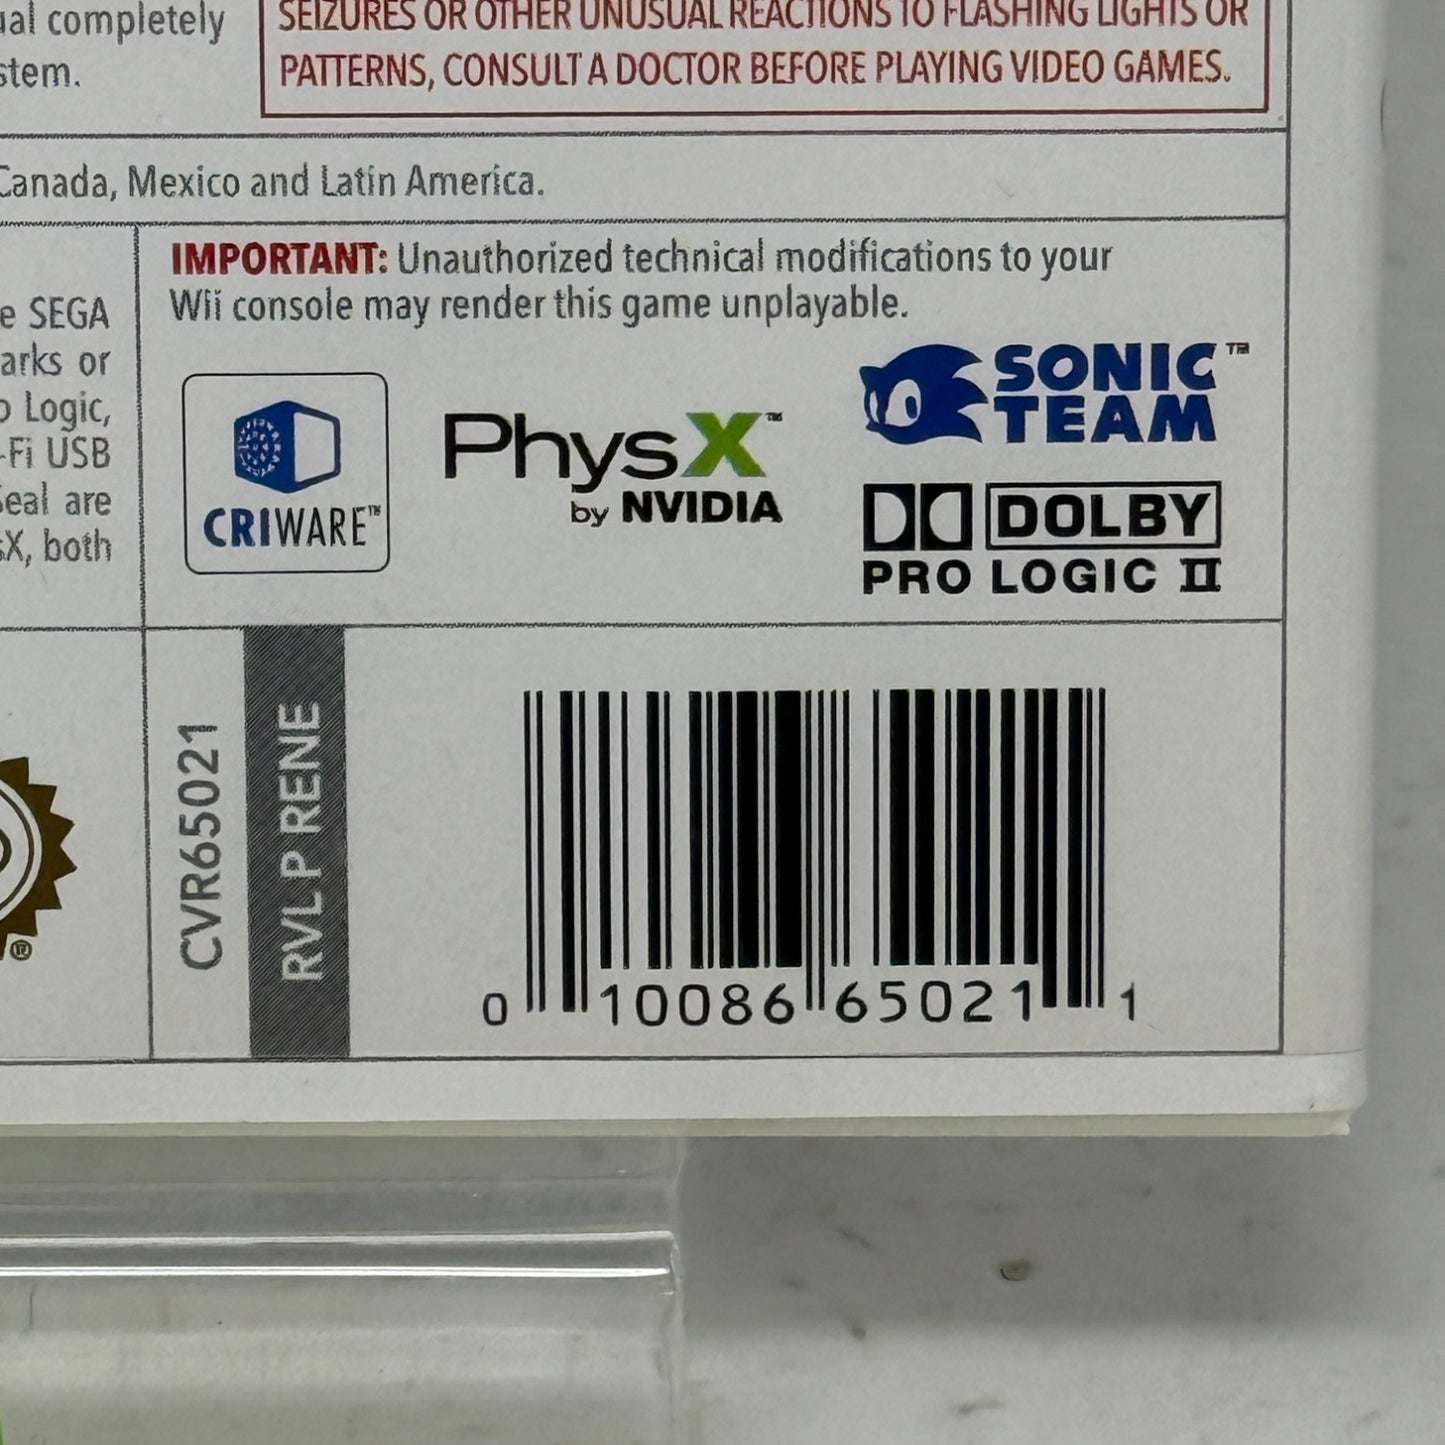 ual completely
stem.
SEIZURES OR OTHER UNUSUAL REACTIONS TO FLASHING LIGHTS OR
PATTERNS, CONSULT A DOCTOR BEFORE PLAYING VIDEO GAMES.
Canada, Mexico and Latin America.
e SEGA
arks or
o Logic,
-Fi USB
Seal are
sX, both
IMPORTANT: Unauthorized technical modifications to your
Wii console may render this game unplayable.
CRIWARE™
PhysX™
by NVIDIA
SONIC™
TEAM
DOLBY
PRO LOGIC II
®
CVR65021
RVL P RENE
0 10086 65021 1